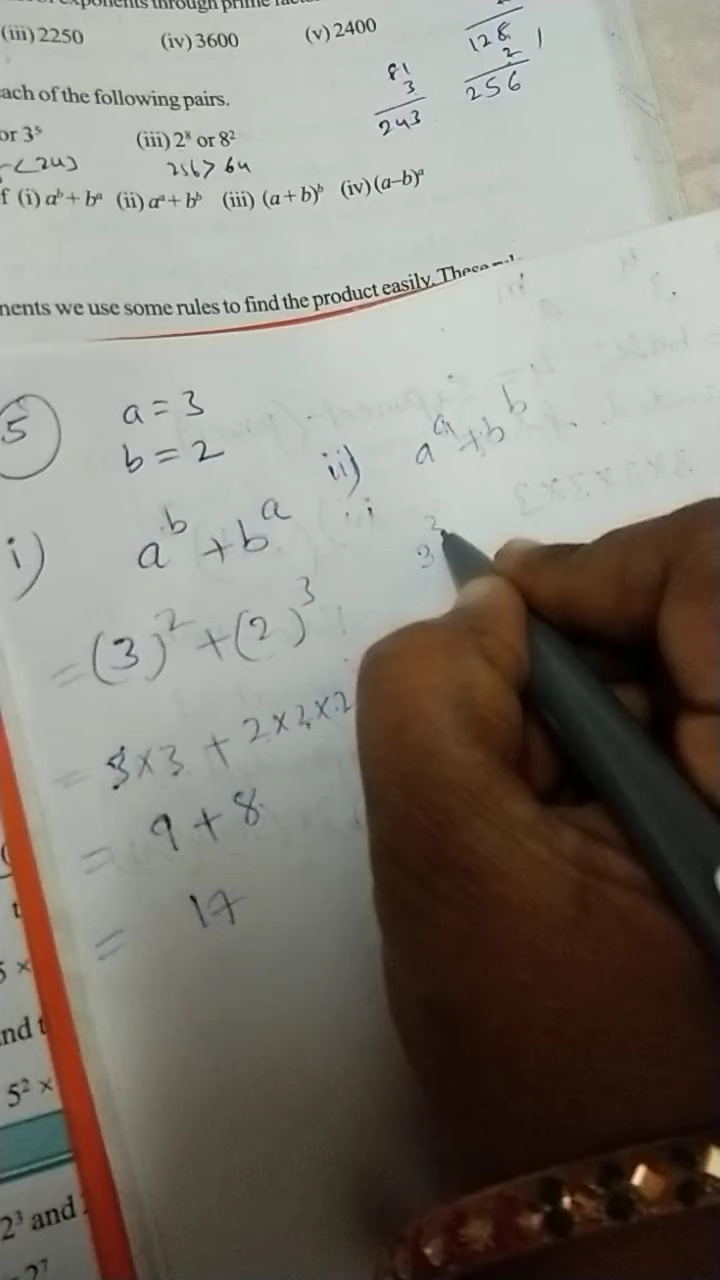 (iii) 2250 (iv) 3600 (v) 2400
128
2
256
81
3
243
ach of the following pairs.
or 3⁵ (iii) 2⁸ or 8²
256 > 64
f (i) aᵇ + bᵃ (ii) aᵃ + bᵇ (iii) (a + b)ᵇ (iv) (a–b)ᵃ
nents we use some rules to find the product easily.
5
a = 3
b = 2
i) aᵇ + bᵃ
= (3)² + (2)³
= 3×3 + 2×2×2
= 9 + 8
= 17
ii) aᵃ + bᵇ
5 ×
nd t
5² ×
2³ and
2⁷